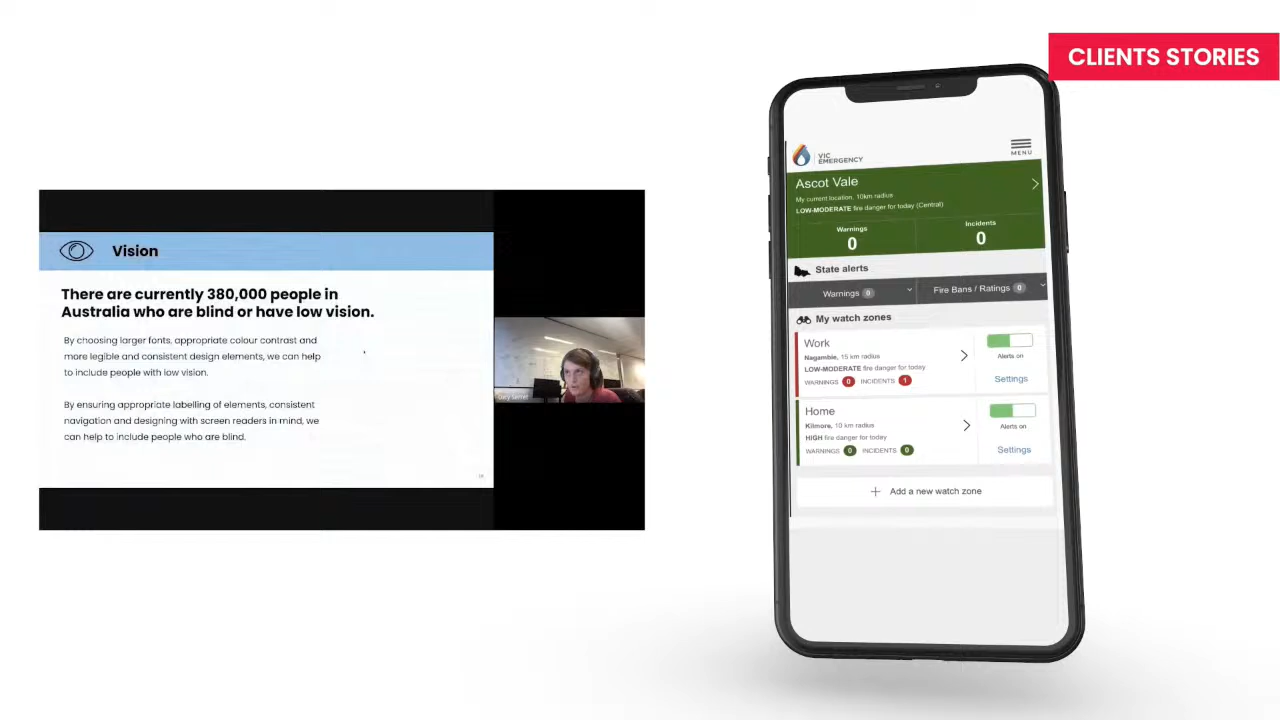 CLIENTS STORIES
Vision
There are currently 380,000 people in
Australia who are blind or have low vision.
By choosing larger fonts, appropriate colour contrast and
more legible and consistent design elements, we can help
to include people with low vision.
By ensuring appropriate labelling of elements, consistent
navigation and designing with screen readers in mind, we
can help to include people who are blind.
VIC
EMERGENCY
MENU
Ascot Vale
My current location, 10km radius
LOW-MODERATE fire danger for today (Central)
Warnings
0
Incidents
0
State alerts
Warnings 0
Fire Bans / Ratings 0
My watch zones
Work
Nagambie, 15 km radius
LOW-MODERATE fire danger for today
WARNINGS 0 INCIDENTS 1
Alerts on
Settings
Home
Kilmore, 10 km radius
HIGH fire danger for today
WARNINGS 0 INCIDENTS 0
Alerts on
Settings
+ Add a new watch zone